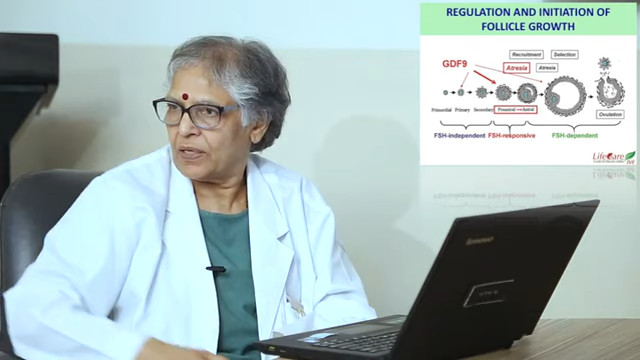 REGULATION AND INITIATION OF
FOLLICLE GROWTH
Recruitment Selection
GDF9
Atresia Atresia
Primordial Primary Secondary Preantral Antral
Ovulation
FSH-independent FSH-responsive FSH-dependent
LifeCare
IVF
LENOVO